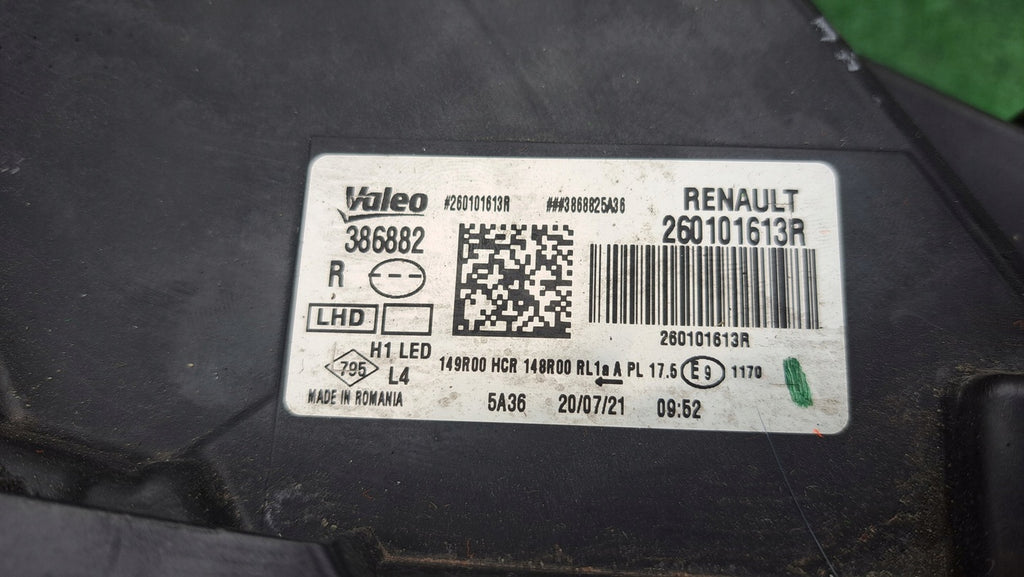 Valeo #260101613R ###3868825A36 RENAULT
386882 260101613R
R
LHD
260101613R
H1 LED
795 L4
149R00 HCR 148R00 RL1a A PL 17.5 E9 1170
MADE IN ROMANIA 5A36 20/07/21 09:52